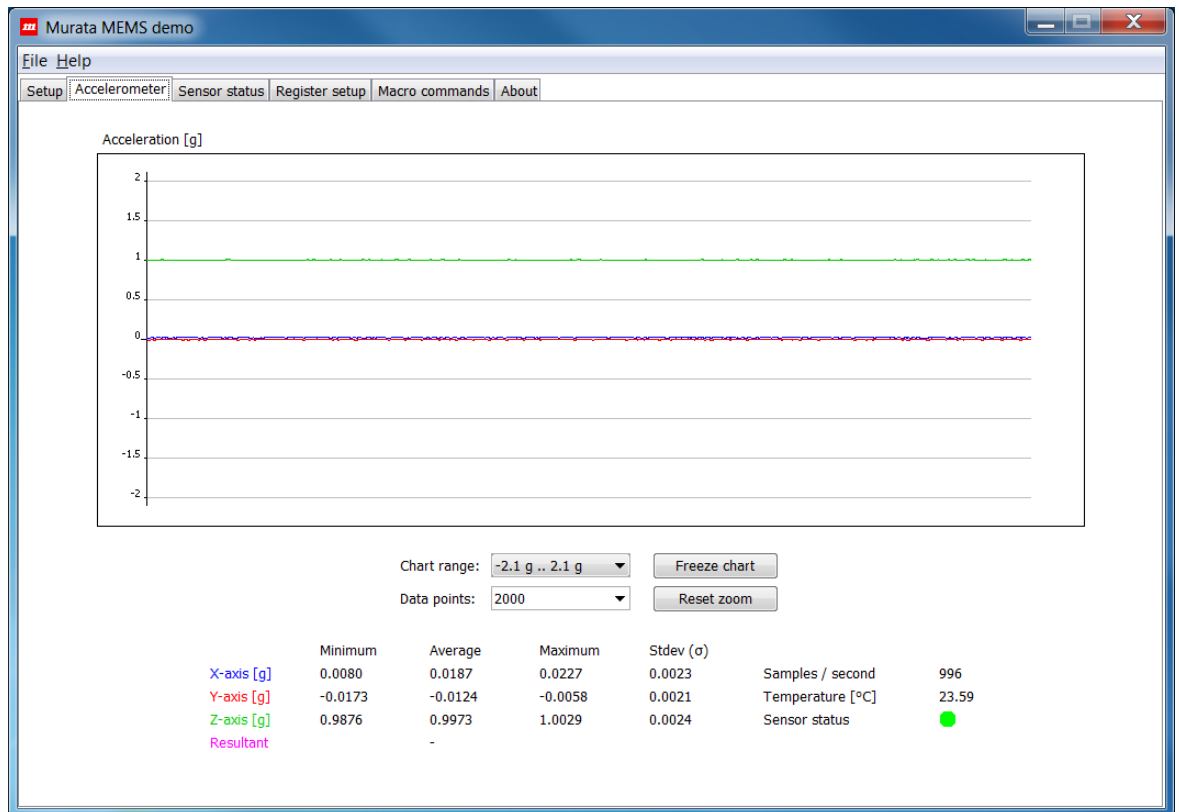 m Murata MEMS demo
File Help
Setup Accelerometer Sensor status Register setup Macro commands About
Acceleration [g]
2
1.5
1
0.5
0
-0.5
-1
-1.5
-2
Chart range: -2.1 g .. 2.1 g Freeze chart
Data points: 2000 Reset zoom
Minimum Average Maximum Stdev (σ)
X-axis [g] 0.0080 0.0187 0.0227 0.0023 Samples / second 996
Y-axis [g] -0.0173 -0.0124 -0.0058 0.0021 Temperature [°C] 23.59
Z-axis [g] 0.9876 0.9973 1.0029 0.0024 Sensor status
Resultant -